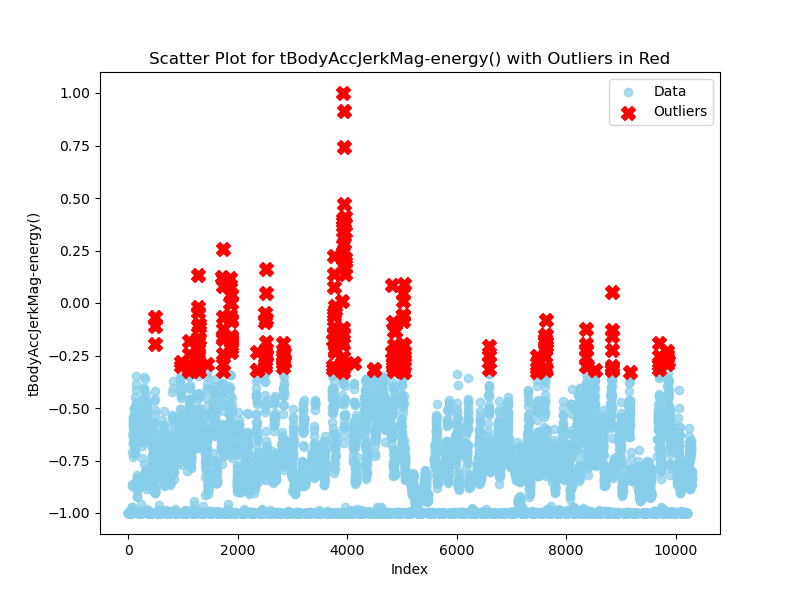 Scatter Plot for tBodyAccJerkMag-energy() with Outliers in Red
Data
Outliers
1.00
0.75
0.50
0.25
0.00
−0.25
−0.50
−0.75
−1.00
tBodyAccJerkMag-energy()
0 2000 4000 6000 8000 10000
Index